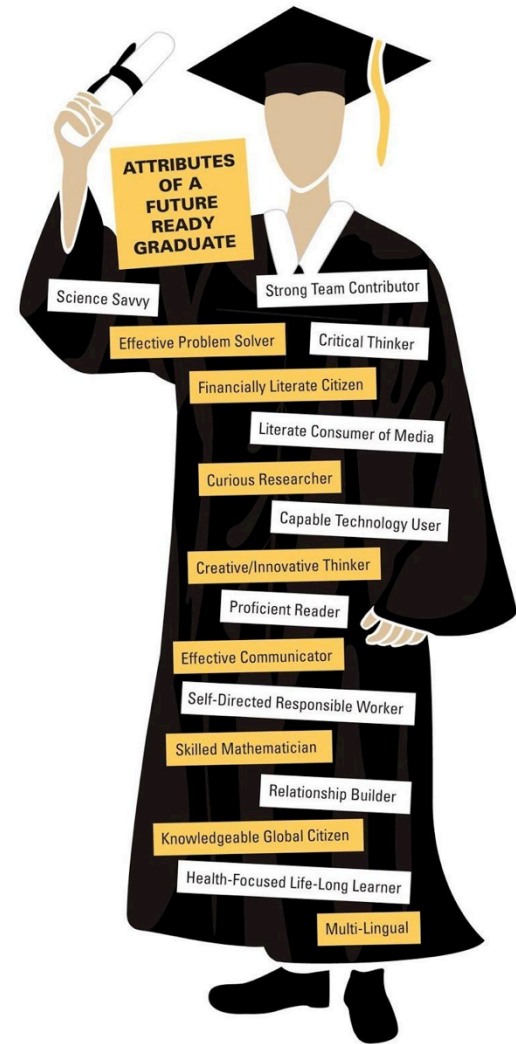 ATTRIBUTES
OF A
FUTURE
READY
GRADUATE
Science Savvy
Strong Team Contributor
Effective Problem Solver
Critical Thinker
Financially Literate Citizen
Literate Consumer of Media
Curious Researcher
Capable Technology User
Creative/Innovative Thinker
Proficient Reader
Effective Communicator
Self-Directed Responsible Worker
Skilled Mathematician
Relationship Builder
Knowledgeable Global Citizen
Health-Focused Life-Long Learner
Multi-Lingual